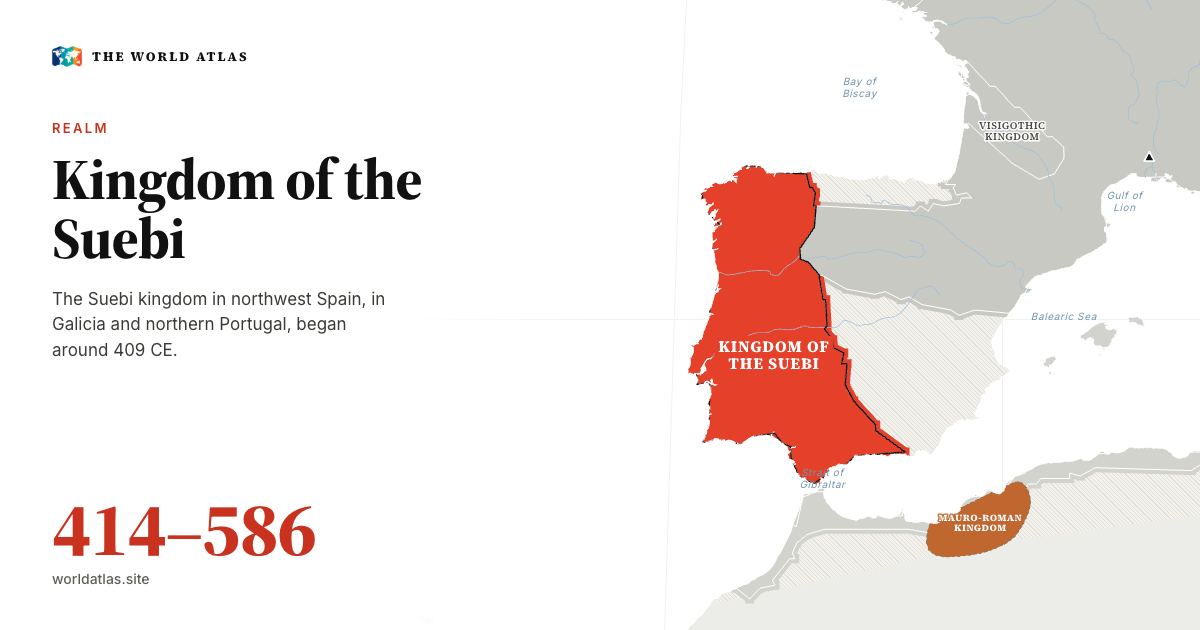 THE WORLD ATLAS
REALM
Kingdom of the
Suebi
The Suebi kingdom in northwest Spain, in
Galicia and northern Portugal, began
around 409 CE.
414–586
worldatlas.site
Bay of
Biscay
VISIGOTHIC
KINGDOM
Gulf of
Lion
Balearic Sea
KINGDOM OF
THE SUEBI
Strait of
Gibraltar
MAURO-ROMAN
KINGDOM